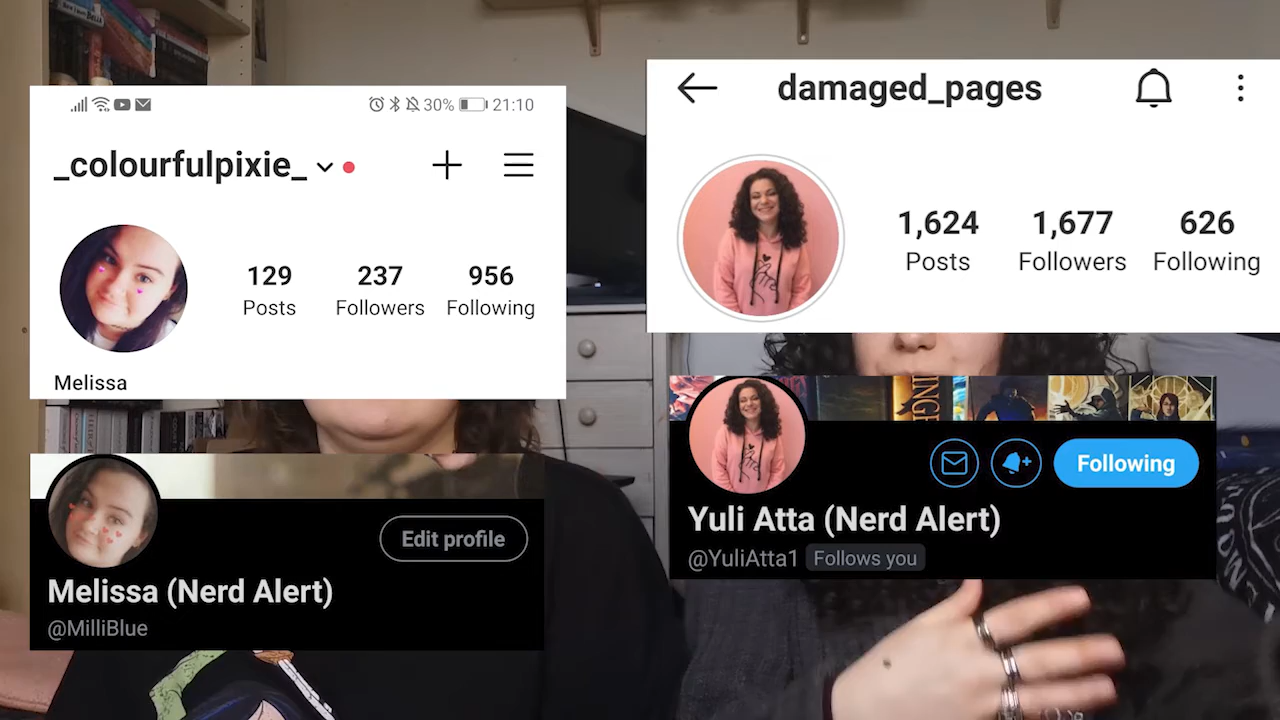 30% 21:10
_colourfulpixie_
129 237 956
Posts Followers Following
Melissa
damaged_pages
1,624 1,677 626
Posts Followers Following
Edit profile
Melissa (Nerd Alert)
@MilliBlue
Following
Yuli Atta (Nerd Alert)
@YuliAtta1 Follows you